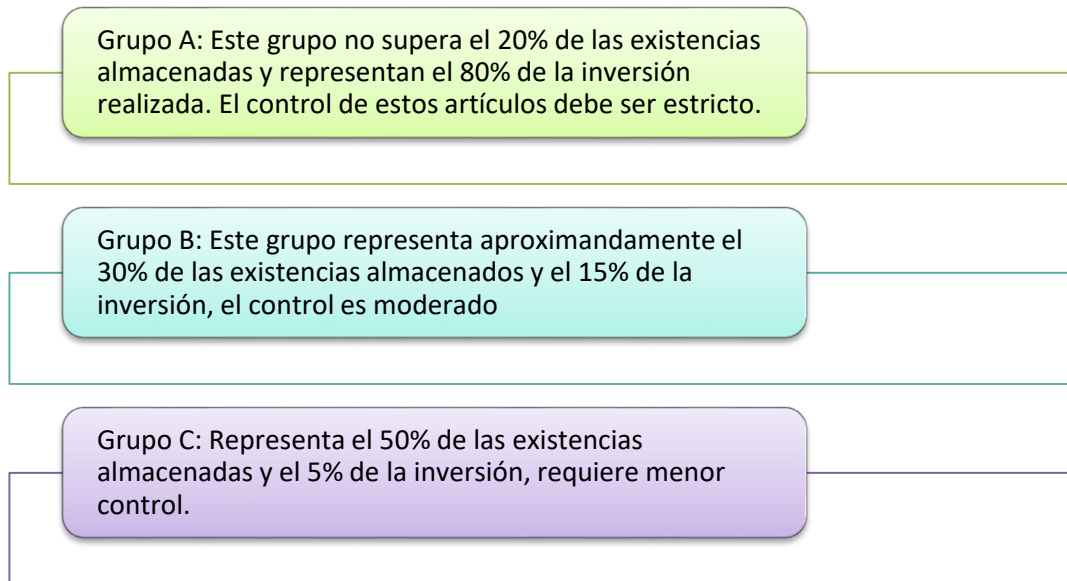 Grupo A: Este grupo no supera el 20% de las existencias
almacenadas y representan el 80% de la inversión
realizada. El control de estos artículos debe ser estricto.
Grupo B: Este grupo representa aproximandamente el
30% de las existencias almacenados y el 15% de la
inversión, el control es moderado
Grupo C: Representa el 50% de las existencias
almacenadas y el 5% de la inversión, requiere menor
control.